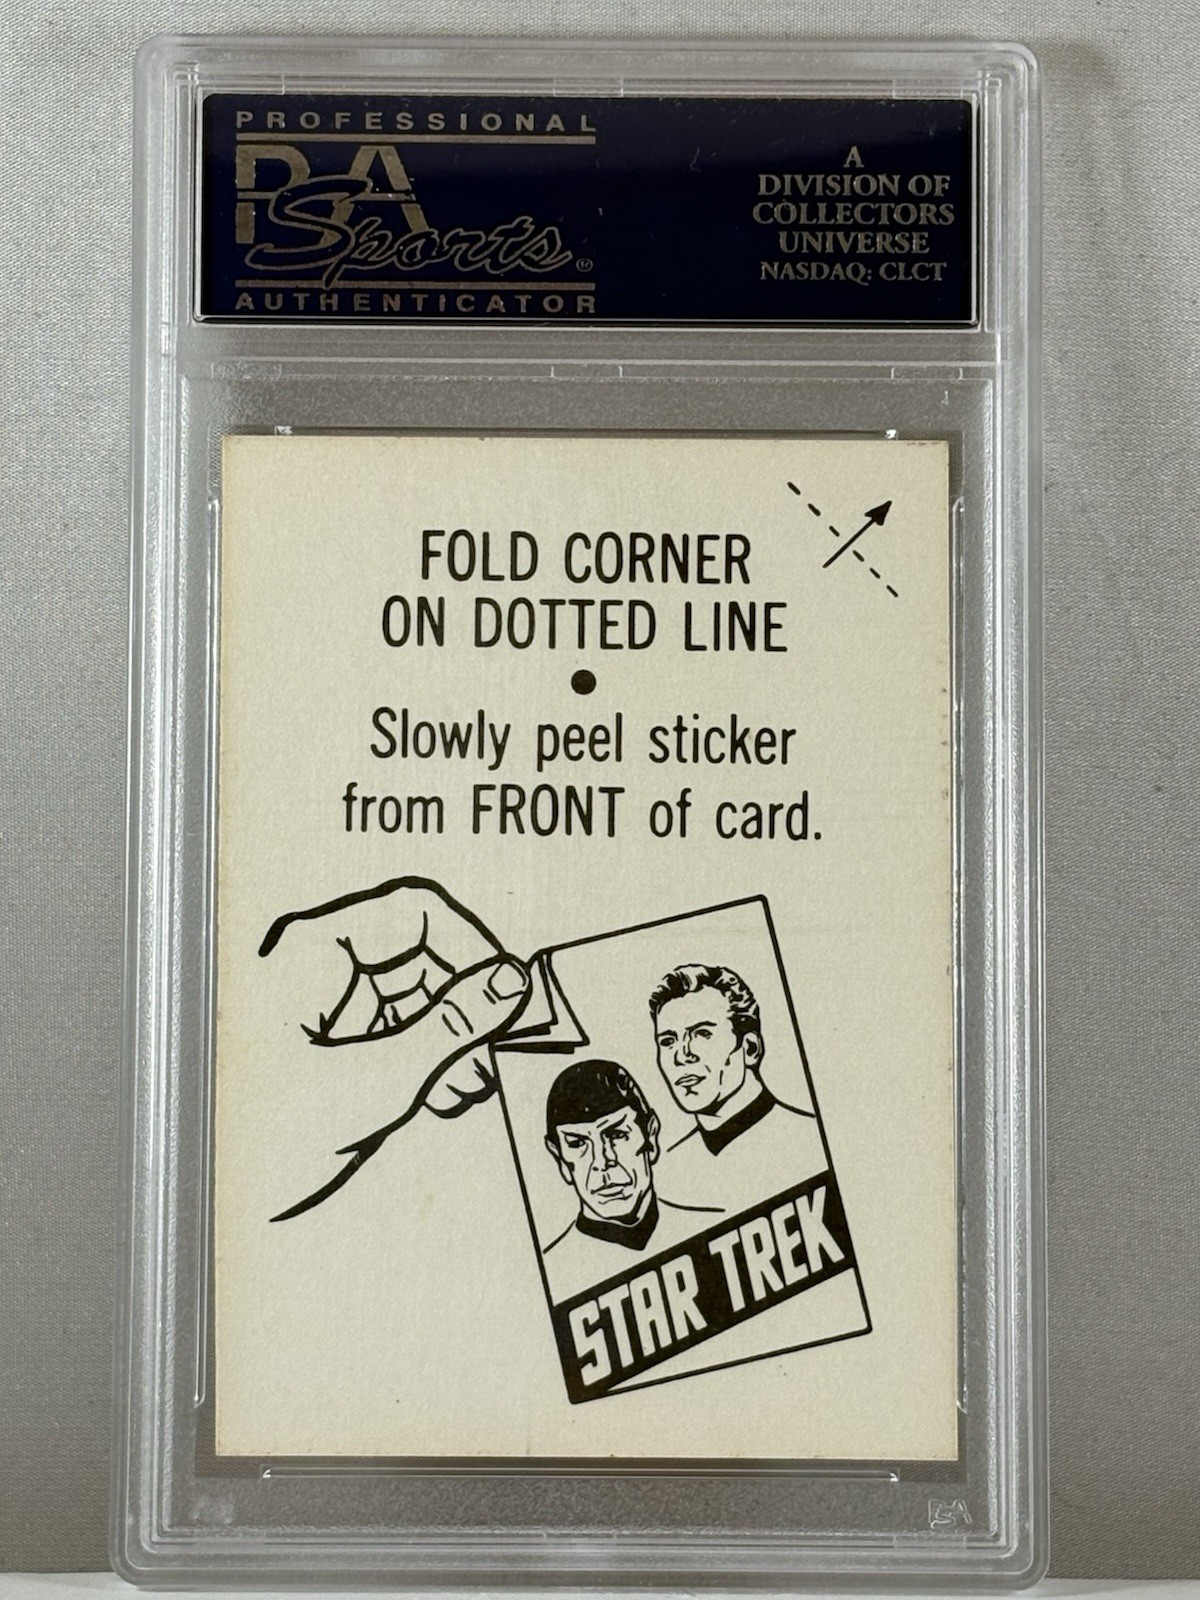 PROFESSIONAL
PSA
Sports®
AUTHENTICATOR
A
DIVISION OF
COLLECTORS
UNIVERSE
NASDAQ: CLCT
FOLD CORNER
ON DOTTED LINE
•
Slowly peel sticker
from FRONT of card.
STAR TREK
PSA